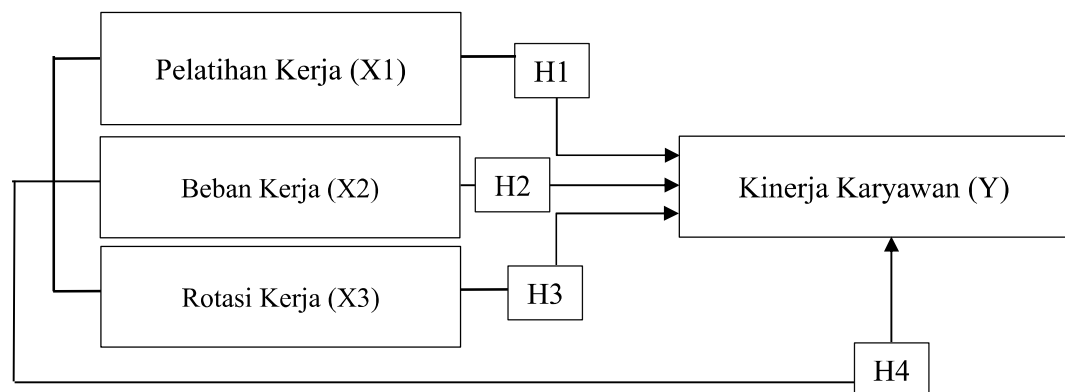 Pelatihan Kerja (X1)
H1
Beban Kerja (X2)
H2
Kinerja Karyawan (Y)
Rotasi Kerja (X3)
H3
H4